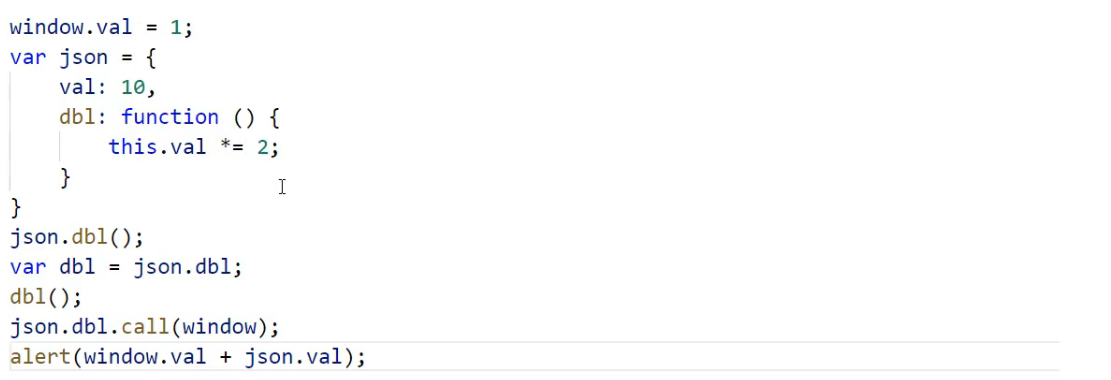 window.val = 1;
var json = {
    val: 10,
    dbl: function () {
        this.val *= 2;
    }
}
json.dbl();
var dbl = json.dbl;
dbl();
json.dbl.call(window);
alert(window.val + json.val);